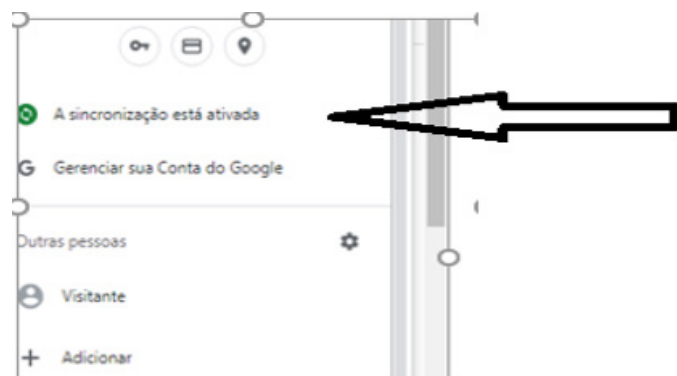 A sincronização está ativada
G Gerenciar sua Conta do Google
Outras pessoas
Visitante
Adicionar